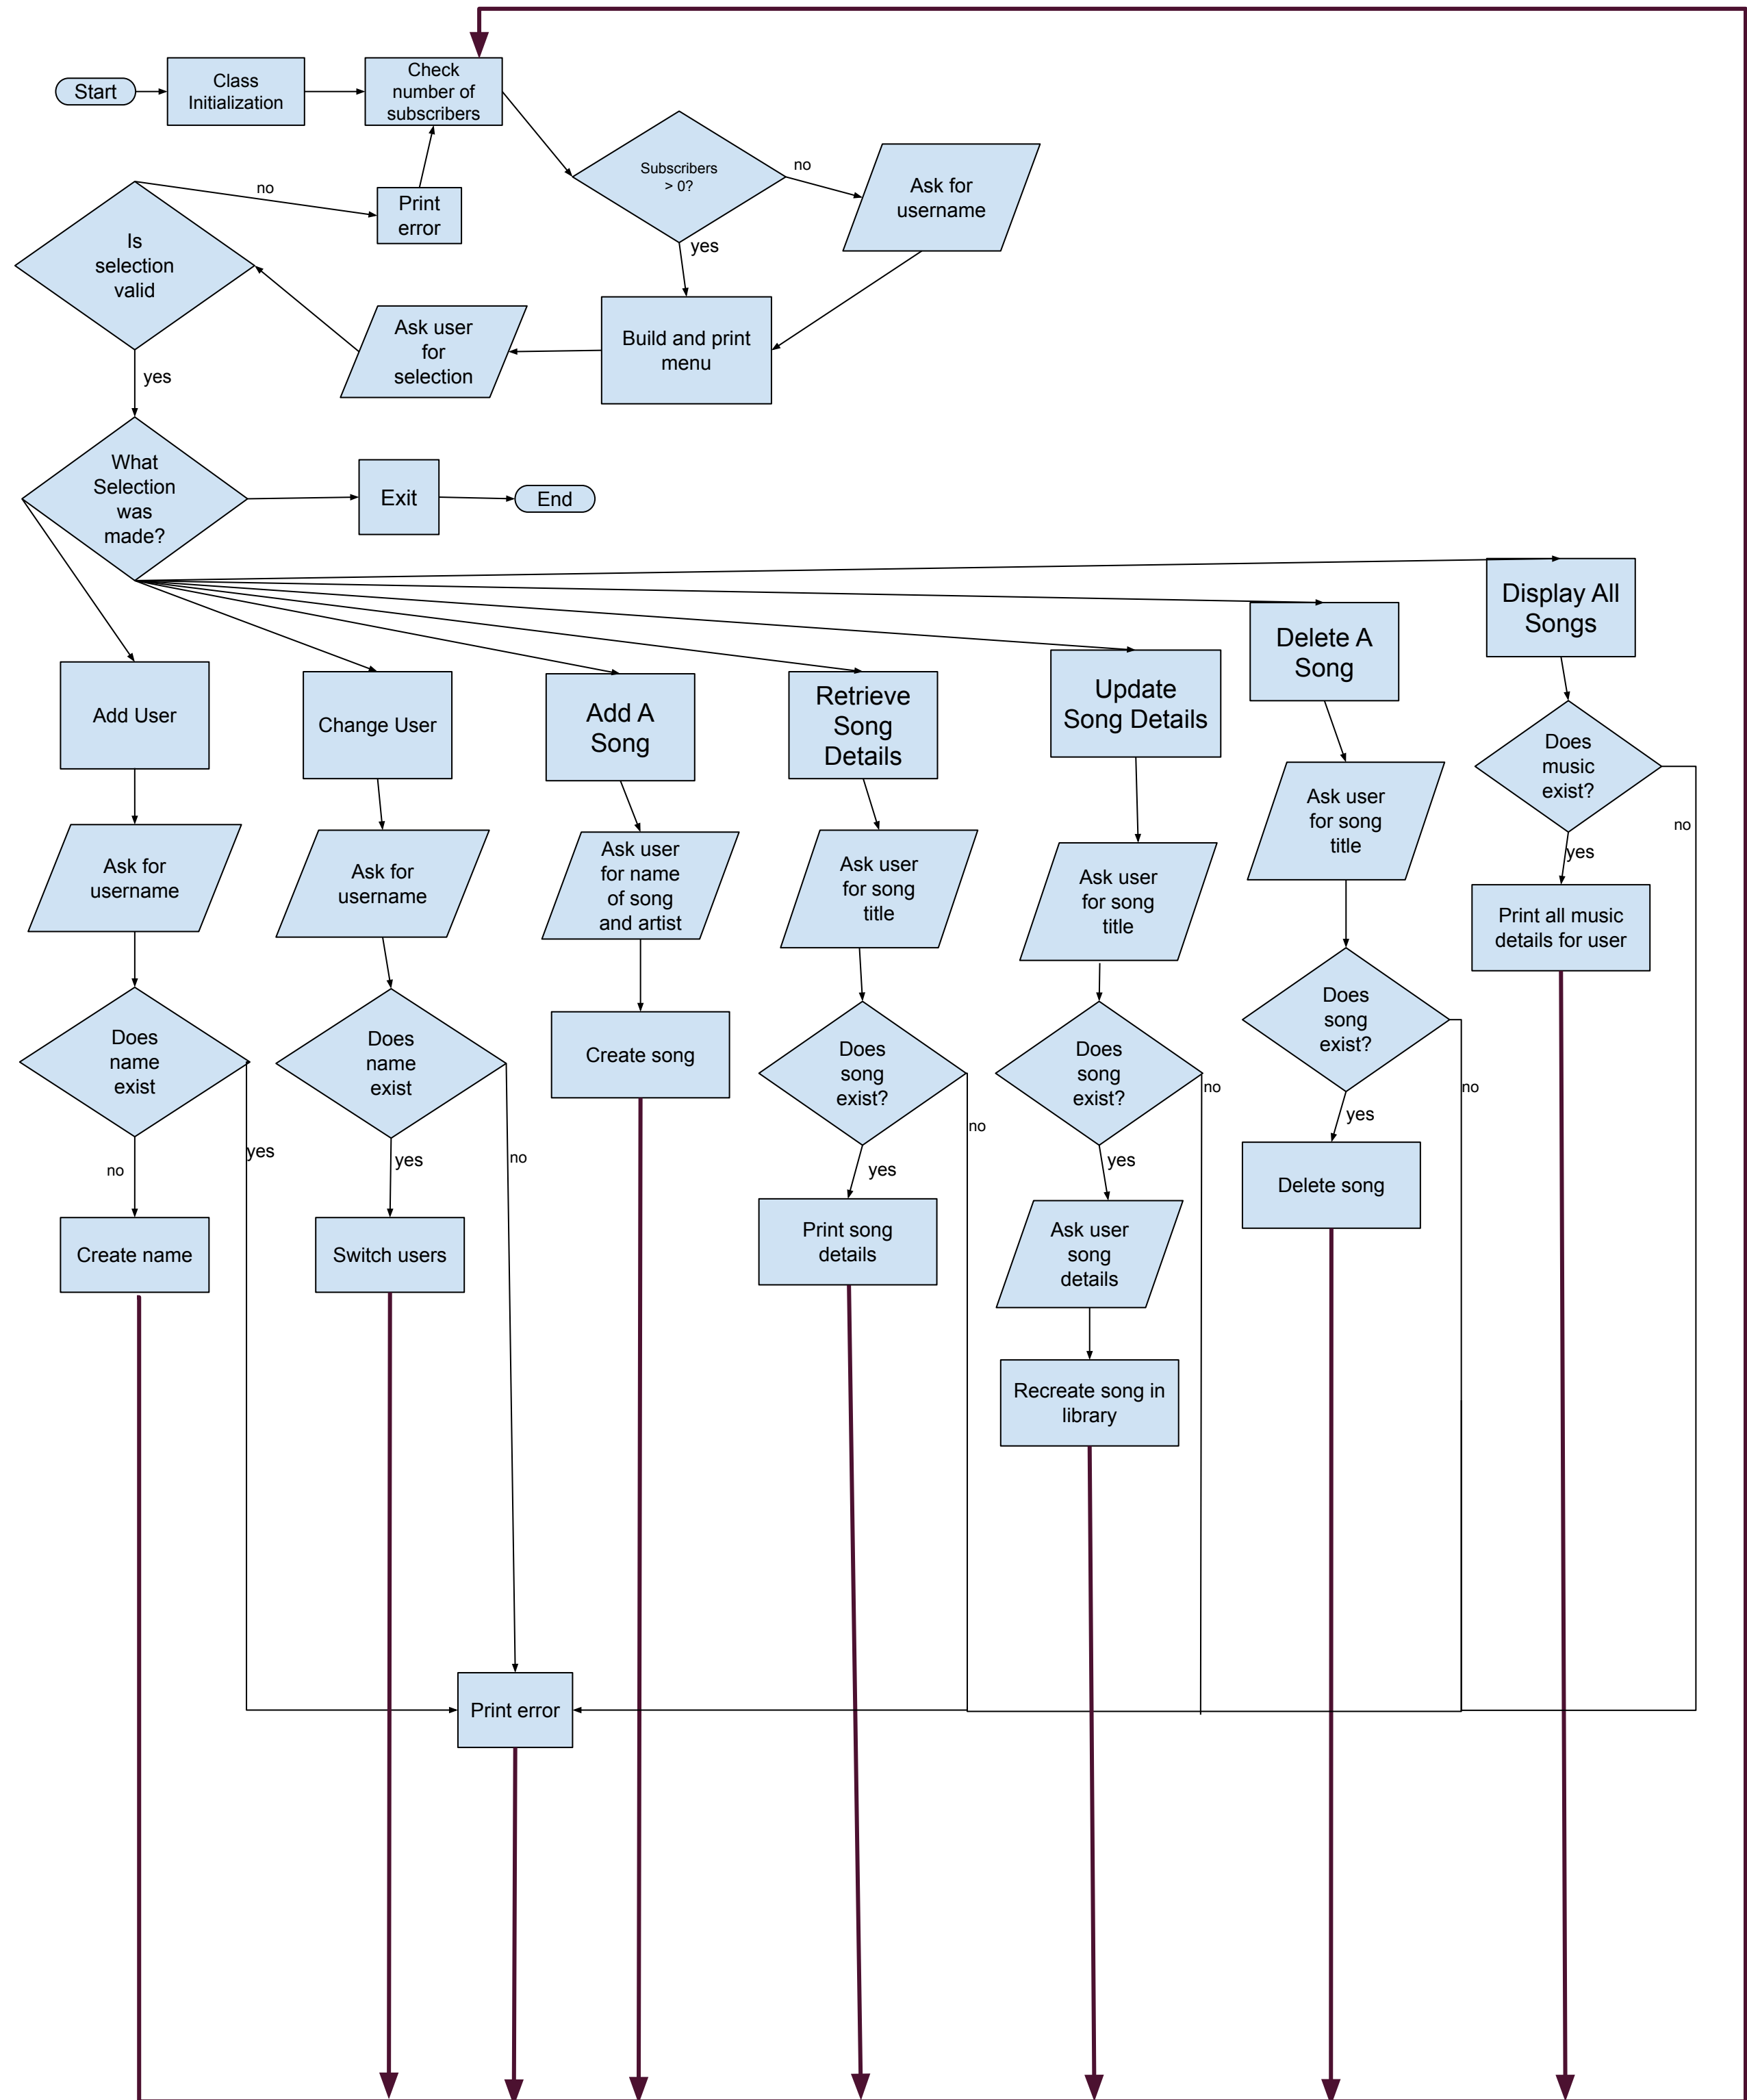 Start
Class
Initialization
Check
number of
subscribers
Subscribers
> 0?
no
Ask for
username
yes
Build and print
menu
Ask user
for
selection
Is
selection
valid
no
Print
error
yes
What
Selection
was
made?
Exit
End
Add User
Ask for
username
Does
name
exist
no
yes
Create name
Change User
Ask for
username
Does
name
exist
yes
no
Switch users
Add A
Song
Ask user
for name
of song
and artist
Create song
Retrieve
Song
Details
Ask user
for song
title
Does
song
exist?
no
yes
Print song
details
Update
Song Details
Ask user
for song
title
Does
song
exist?
no
yes
Ask user
song
details
Recreate song in
library
Delete A
Song
Ask user
for song
title
Does
song
exist?
no
yes
Delete song
Display All
Songs
Does
music
exist?
no
yes
Print all music
details for user
Print error